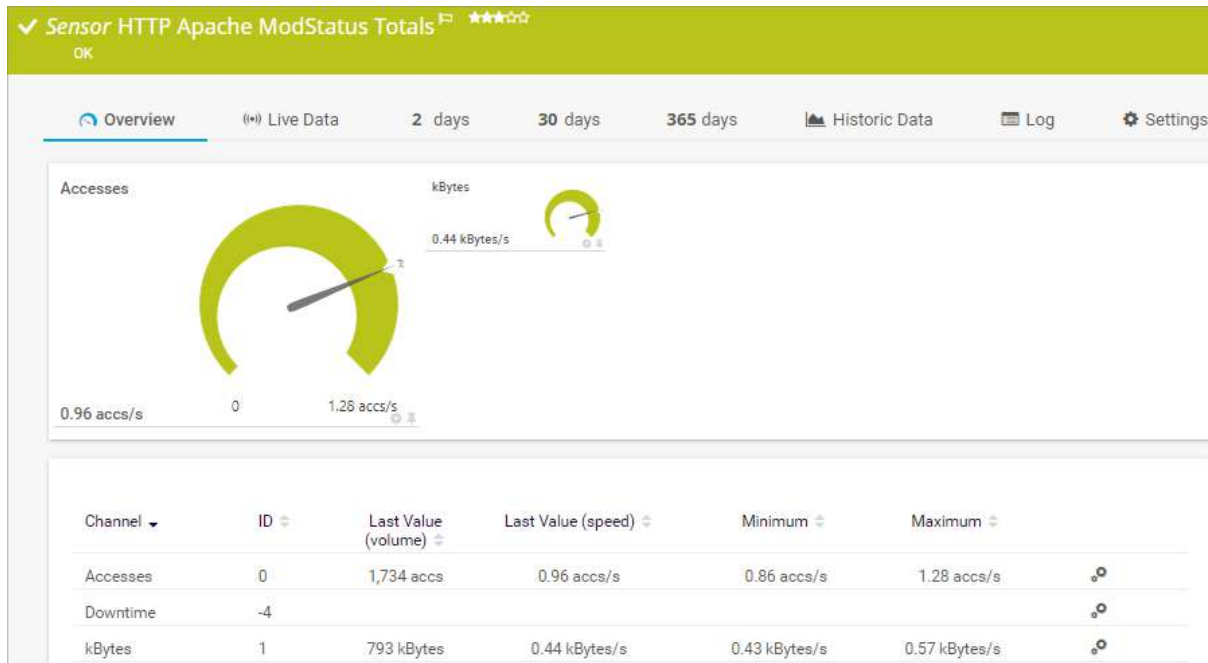 Sensor HTTP Apache ModStatus Totals
OK
Overview Live Data 2 days 30 days 365 days Historic Data Log Settings
Accesses
kBytes
0.44 kBytes/s
0.96 accs/s
0 1.28 accs/s
Channel ID Last Value (volume) Last Value (speed) Minimum Maximum
Accesses 0 1,734 accs 0.96 accs/s 0.86 accs/s 1.28 accs/s
Downtime -4
kBytes 1 793 kBytes 0.44 kBytes/s 0.43 kBytes/s 0.57 kBytes/s